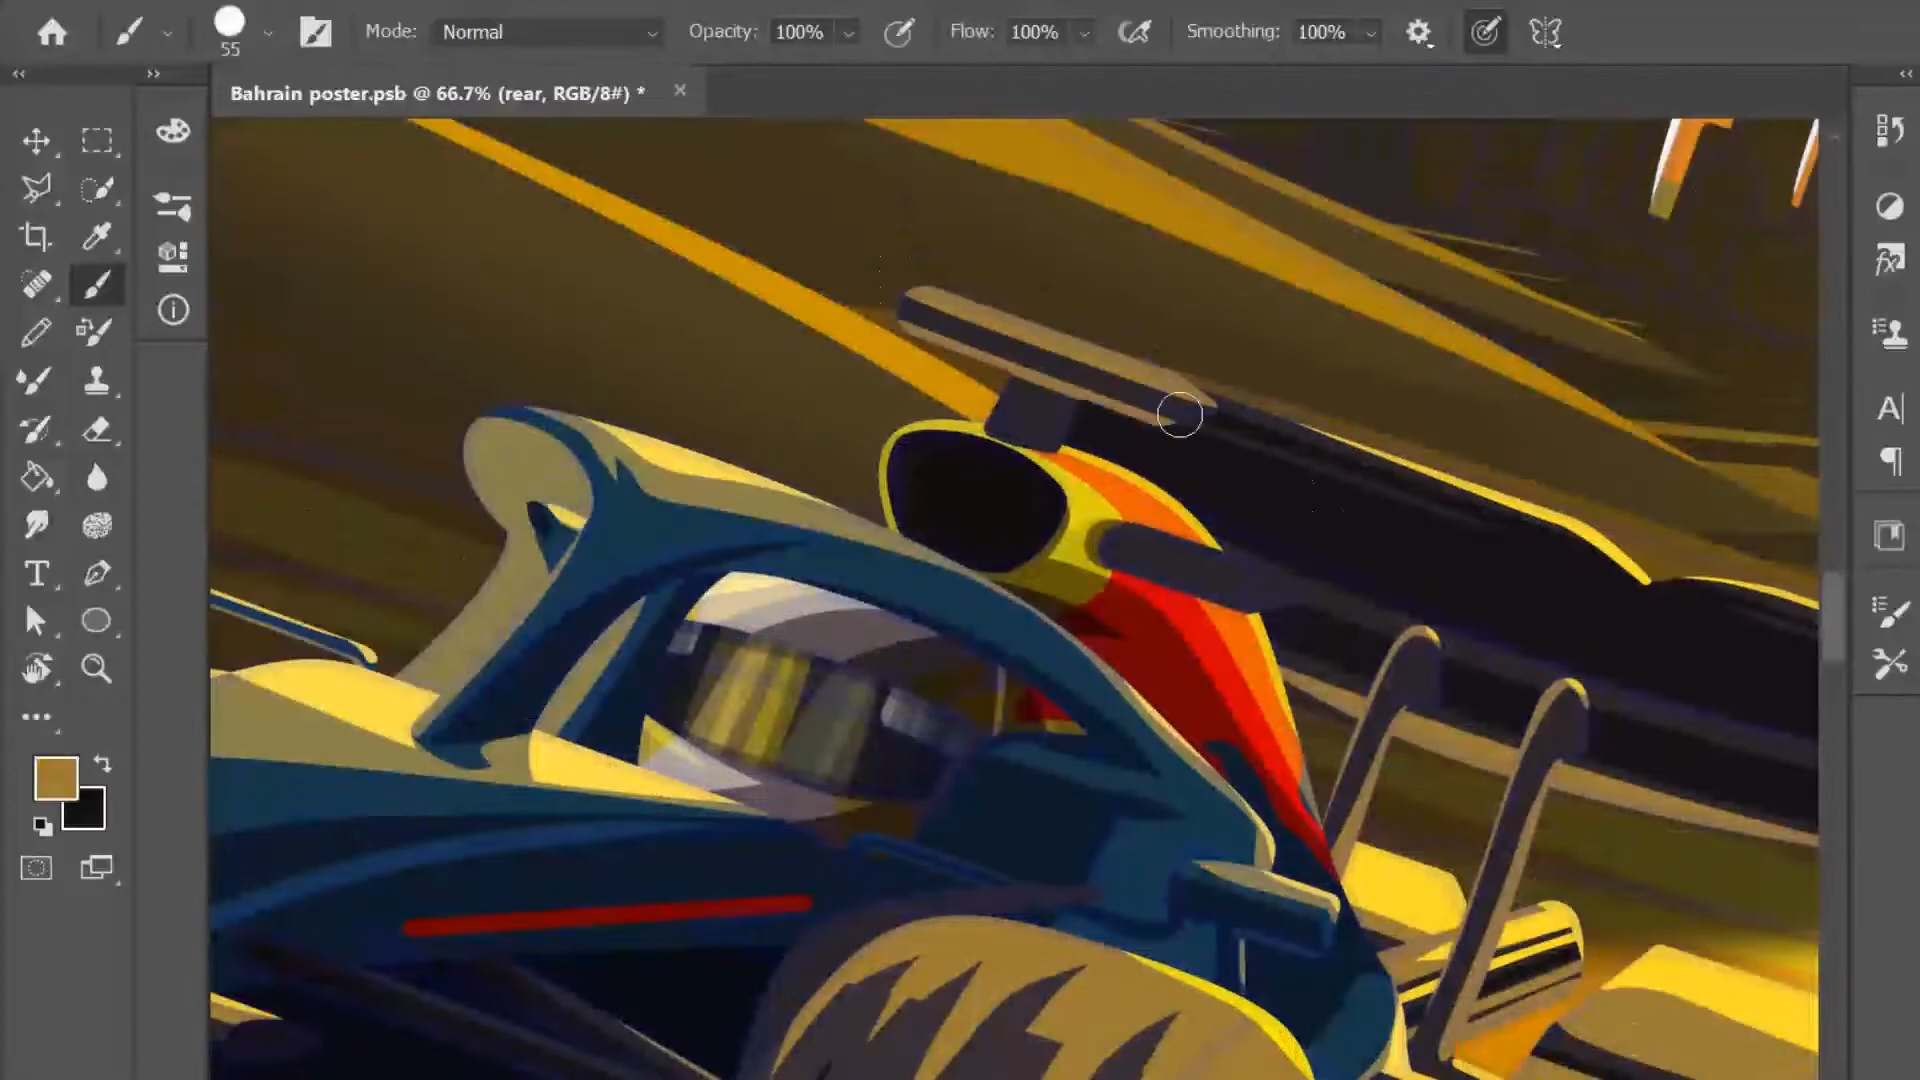 55
Mode: Normal
Opacity: 100%
Flow: 100%
Smoothing: 100%
Bahrain poster.psb @ 66.7% (rear, RGB/8#) *